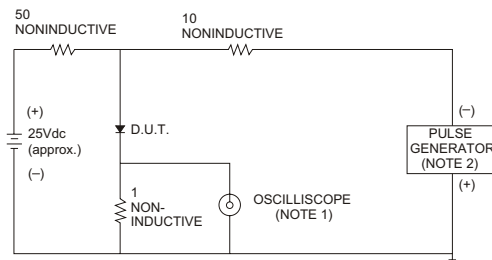 50
NONINDUCTIVE
10
NONINDUCTIVE
(+)
25Vdc
(approx.)
(–)
D.U.T.
1
NON-
INDUCTIVE
OSCILLISCOPE
(NOTE 1)
(–)
PULSE
GENERATOR
(NOTE 2)
(+)